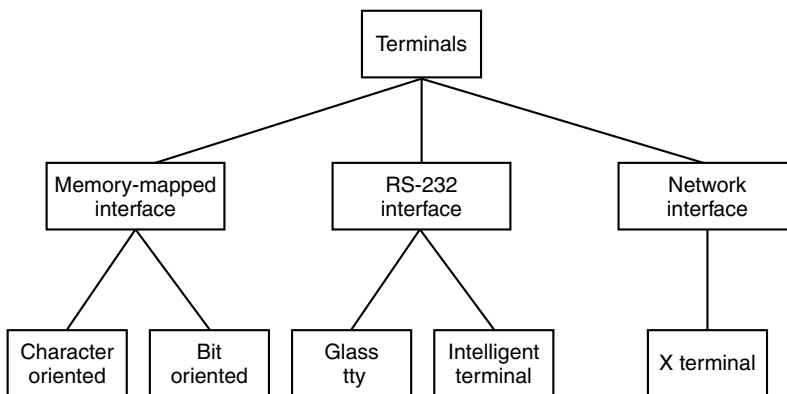 Terminals
Memory-mapped
interface
RS-232
interface
Network
interface
Character
oriented
Bit
oriented
Glass
tty
Intelligent
terminal
X terminal